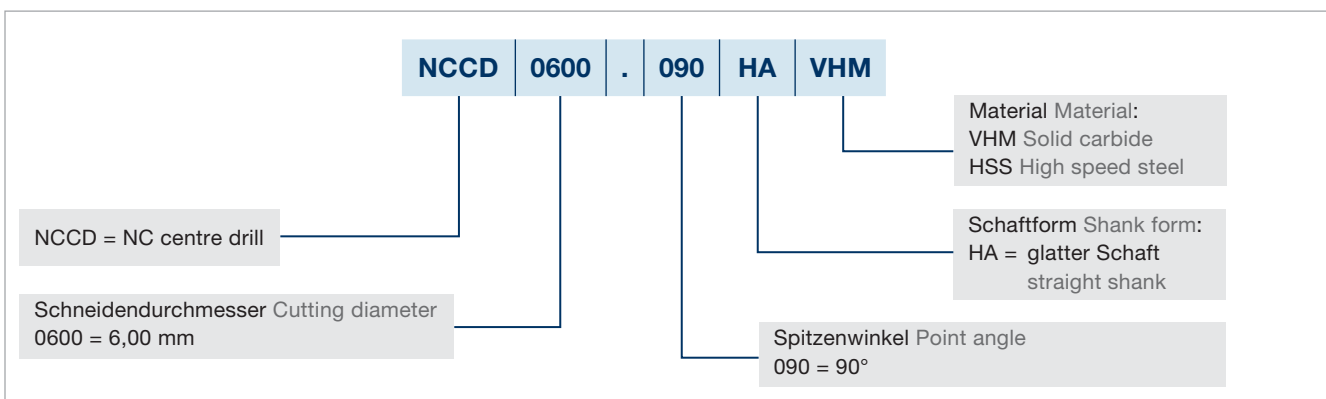 NCCD 0600 . 090 HA VHM
Material Material:
VHM Solid carbide
HSS High speed steel
NCCD = NC centre drill
Schaftform Shank form:
HA = glatter Schaft
straight shank
Schneidendurchmesser Cutting diameter
0600 = 6,00 mm
Spitzenwinkel Point angle
090 = 90°